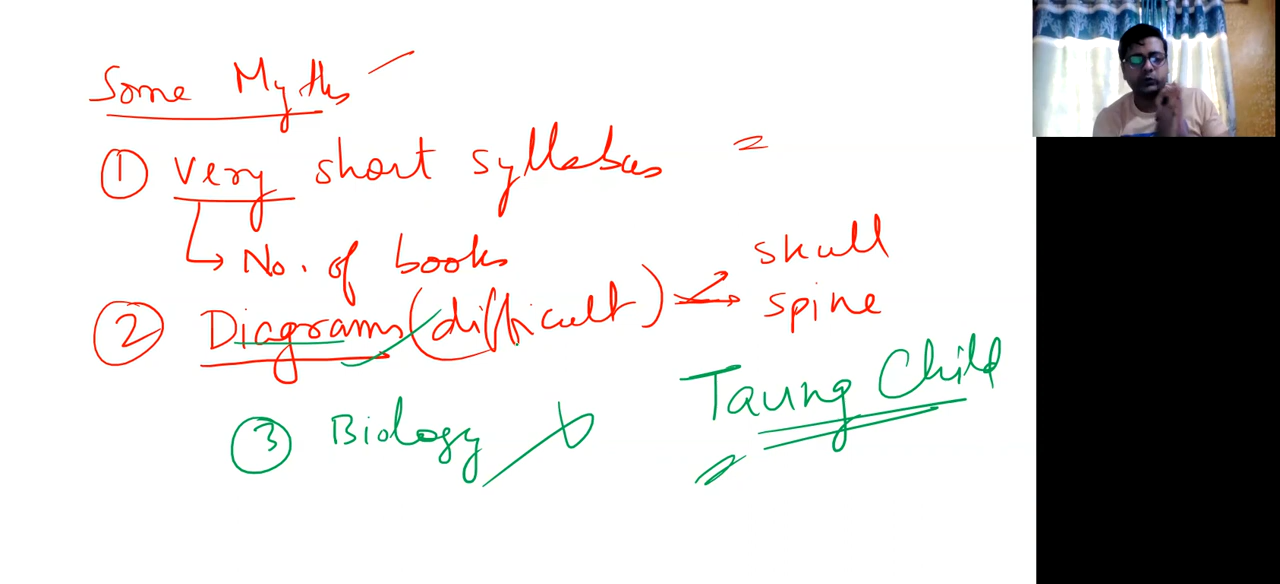 Some Myths
① Very short syllabus =
↳ No. of books
② Diagrams (difficult) → skull
spine
③ Biology
Taung Child